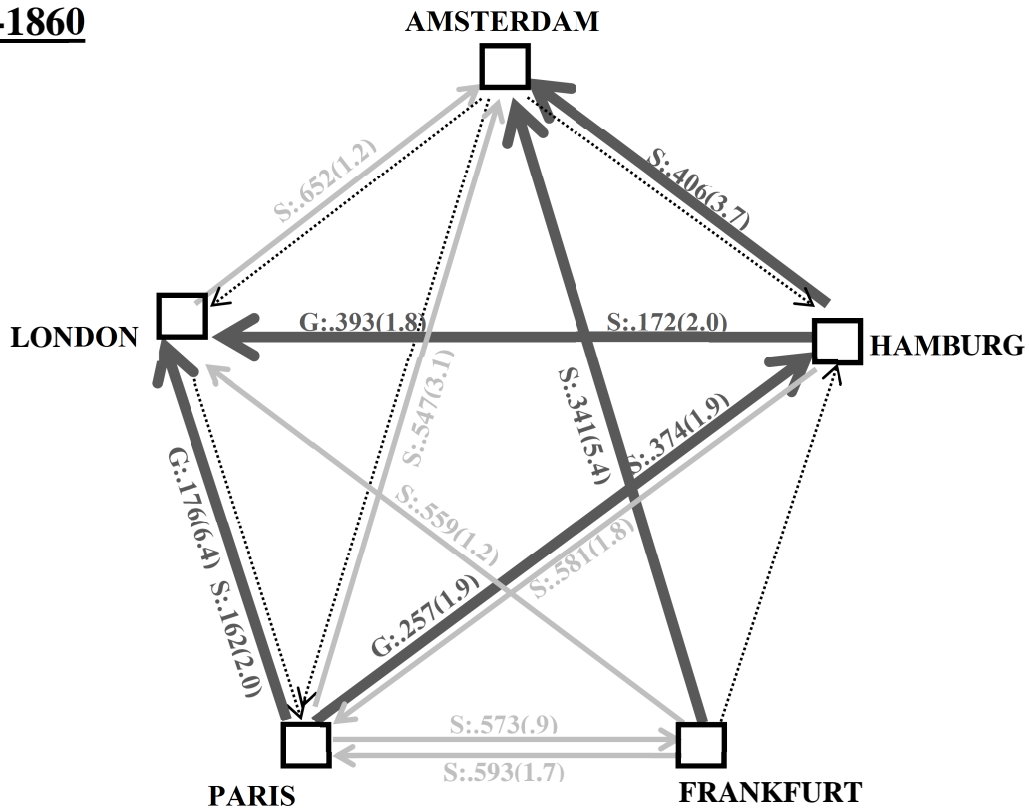 -1860
AMSTERDAM
S:.652(1.2)
S:.406(3.7)
LONDON
G:.393(1.8)
S:.172(2.0)
HAMBURG
S:.547(3.1)
S:.341(5.4)
S:.374(1.9)
G:.176(6.4) S:.162(2.0)
S:.559(1.2)
S:.581(1.8)
G:.257(1.9)
S:.573(.9)
S:.593(1.7)
PARIS
FRANKFURT